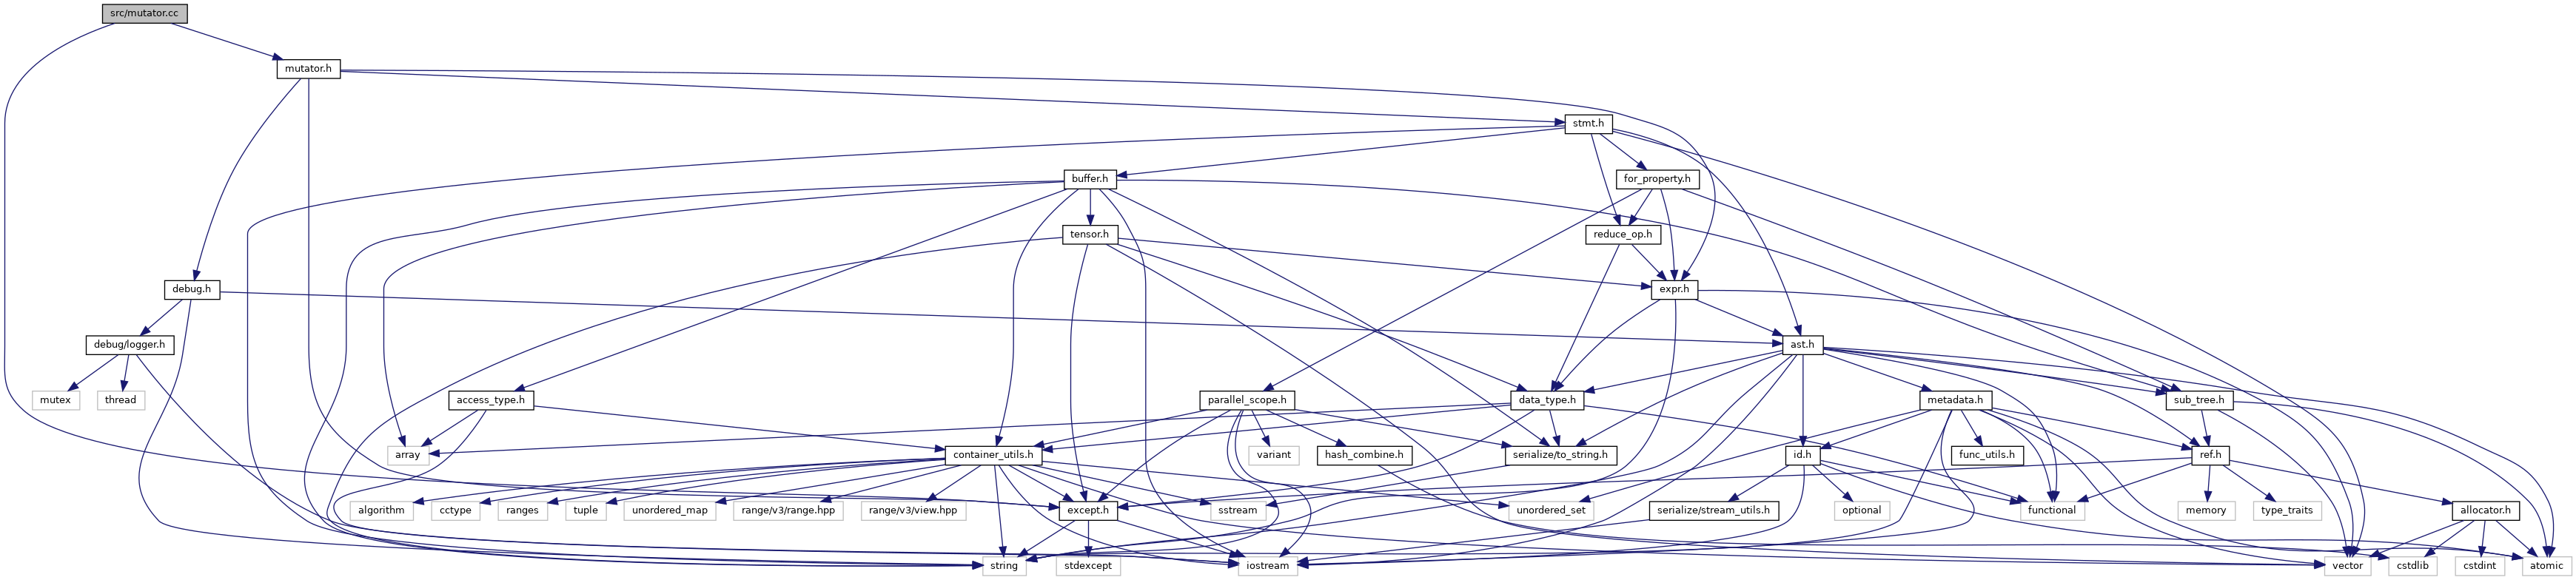 src/mutator.cc
mutator.h
stmt.h
buffer.h
for_property.h
tensor.h
reduce_op.h
debug.h
expr.h
debug/logger.h
ast.h
mutex
thread
access_type.h
parallel_scope.h
data_type.h
metadata.h
sub_tree.h
array
container_utils.h
variant
hash_combine.h
serialize/to_string.h
id.h
func_utils.h
ref.h
algorithm
cctype
ranges
tuple
unordered_map
range/v3/range.hpp
range/v3/view.hpp
except.h
sstream
unordered_set
serialize/stream_utils.h
optional
functional
memory
type_traits
allocator.h
string
stdexcept
iostream
vector
cstdlib
cstdint
atomic